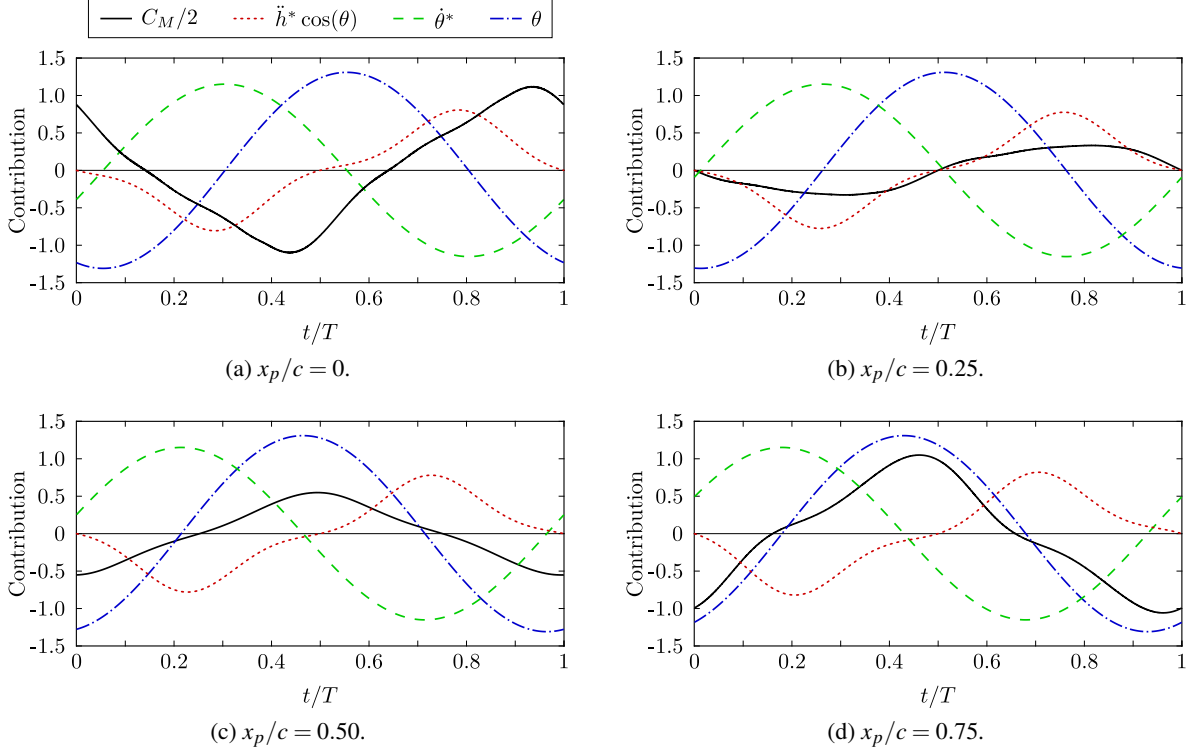 C_M/2 ḧ* cos(θ) θ̇* θ
1.5 1.0 0.5 0 -0.5 -1.0 -1.5
Contribution
0 0.2 0.4 0.6 0.8 1
t/T
(a) x_p/c = 0.
1.5 1.0 0.5 0 -0.5 -1.0 -1.5
Contribution
0 0.2 0.4 0.6 0.8 1
t/T
(b) x_p/c = 0.25.
1.5 1.0 0.5 0 -0.5 -1.0 -1.5
Contribution
0 0.2 0.4 0.6 0.8 1
t/T
(c) x_p/c = 0.50.
1.5 1.0 0.5 0 -0.5 -1.0 -1.5
Contribution
0 0.2 0.4 0.6 0.8 1
t/T
(d) x_p/c = 0.75.